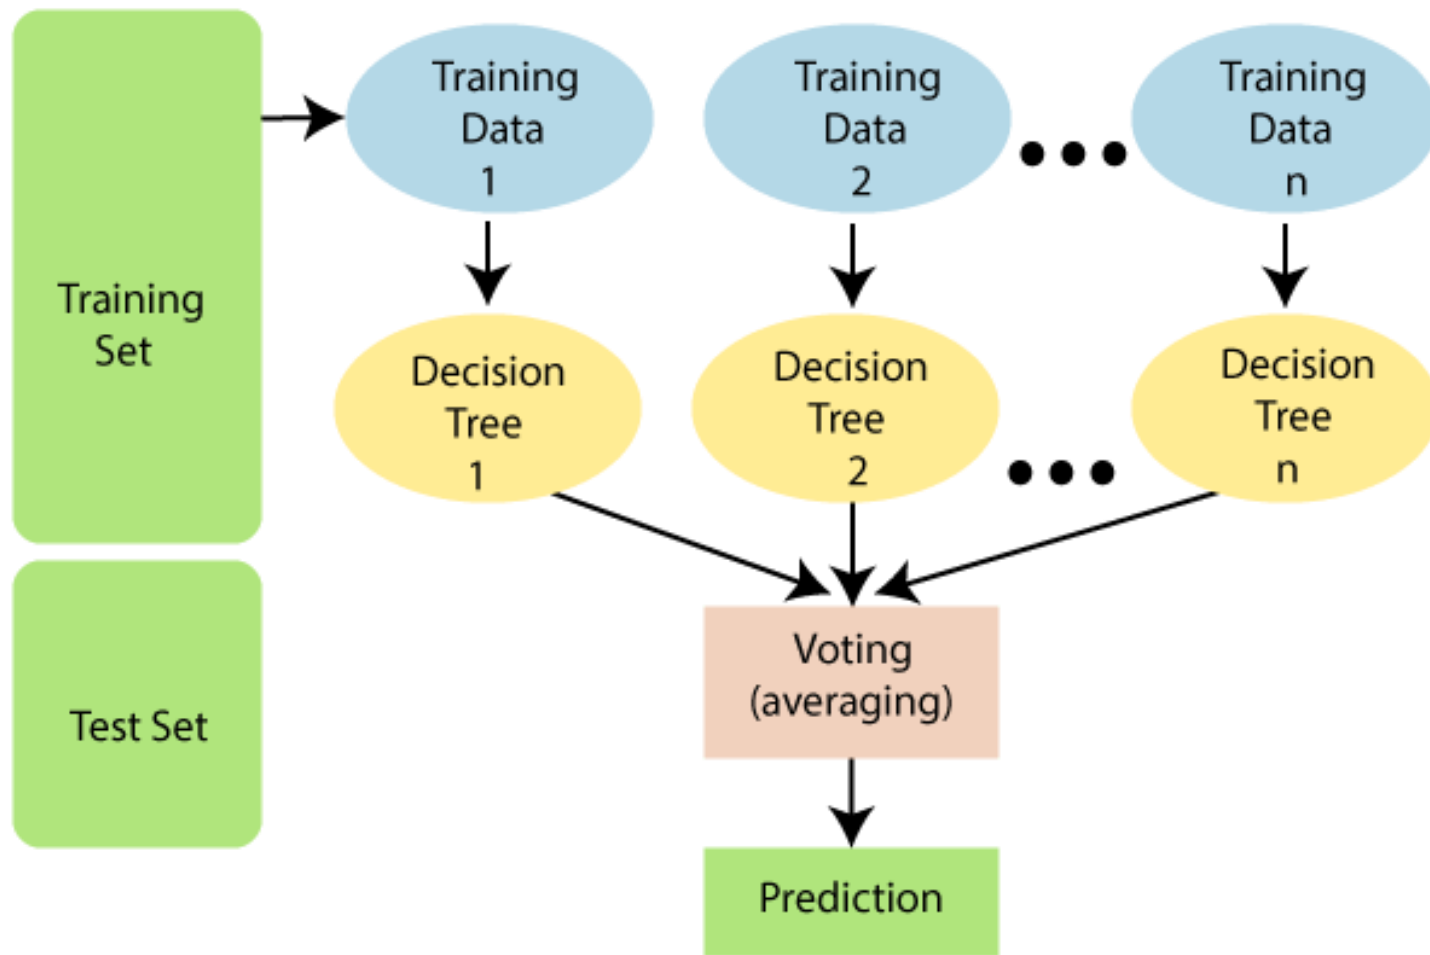 Training
Set
Training
Data
1
Training
Data
2
Training
Data
n
Decision
Tree
1
Decision
Tree
2
Decision
Tree
n
Test Set
Voting
(averaging)
Prediction